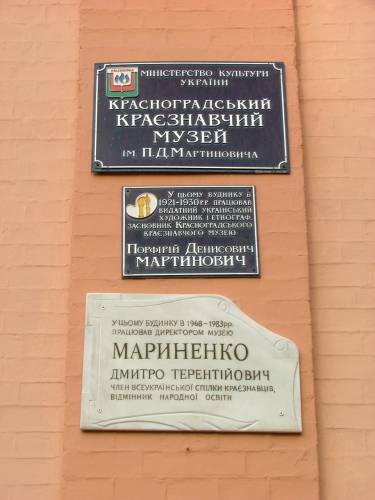 МІНІСТЕРСТВО КУЛЬТУРИ
УКРАЇНИ
КРАСНОГРАДСЬКИЙ
КРАЄЗНАВЧИЙ
МУЗЕЙ
ІМ. П.Д.МАРТИНОВИЧА
У ЦЬОМУ БУДИНКУ В
1921-1930РР. ПРАЦЮВАВ
ВИДАТНИЙ УКРАЇНСЬКИЙ
ХУДОЖНИК І ЕТНОГРАФ,
ЗАСНОВНИК КРАСНОГРАДСЬКОГО
КРАЄЗНАВЧОГО МУЗЕЮ
ПОРФИРІЙ ДЕНИСОВИЧ
МАРТИНОВИЧ
У ЦЬОМУ БУДИНКУ В 1968-1983РР.
ПРАЦЮВАВ ДИРЕКТОРОМ МУЗЕЮ
МАРИНЕНКО
ДМИТРО ТЕРЕНТІЙОВИЧ
ЧЛЕН ВСЕУКРАЇНСЬКОЇ СПІЛКИ КРАЄЗНАВЦІВ,
ВІДМІННИК НАРОДНОЇ ОСВІТИ